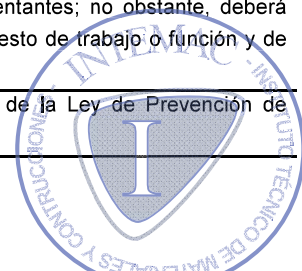 entantes; no obstante, deberá
esto de trabajo o función y de
de la Ley de Prevención de
INTEMAC - INSTITUTO TÉCNICO DE MATERIALES Y CONSTRUCCIONES
I